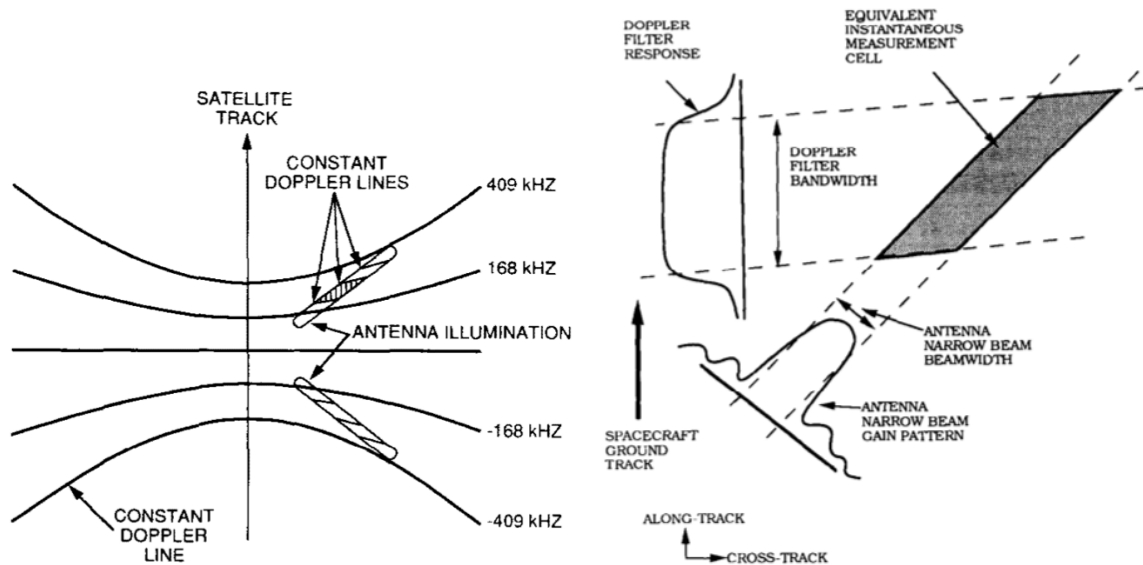 SATELLITE
TRACK
CONSTANT
DOPPLER LINES
409 kHZ
168 kHZ
ANTENNA ILLUMINATION
-168 kHZ
-409 kHZ
CONSTANT
DOPPLER
LINE
DOPPLER
FILTER
RESPONSE
EQUIVALENT
INSTANTANEOUS
MEASUREMENT
CELL
DOPPLER
FILTER
BANDWIDTH
ANTENNA
NARROW BEAM
BEAMWIDTH
ANTENNA
NARROW BEAM
GAIN PATTERN
SPACECRAFT
GROUND
TRACK
ALONG-TRACK
CROSS-TRACK